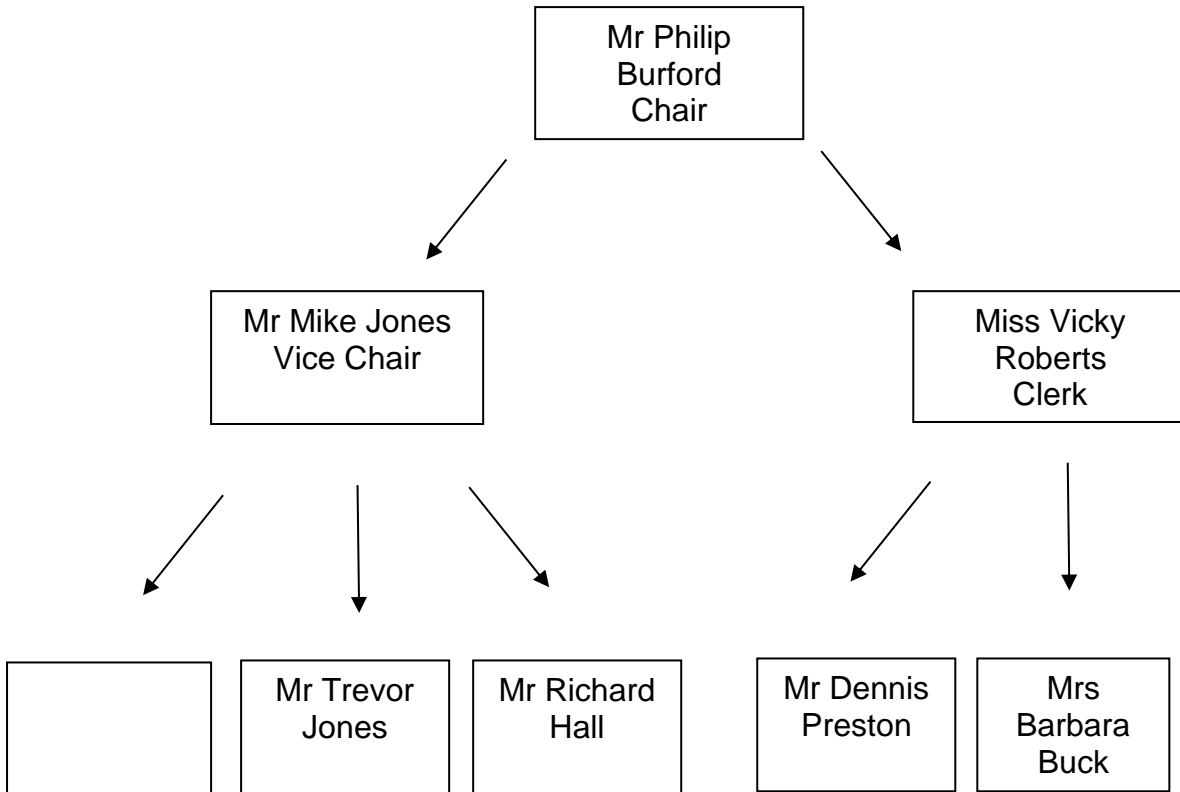 Mr Philip
Burford
Chair
Mr Mike Jones
Vice Chair
Miss Vicky
Roberts
Clerk
Mr Trevor
Jones
Mr Richard
Hall
Mr Dennis
Preston
Mrs
Barbara
Buck